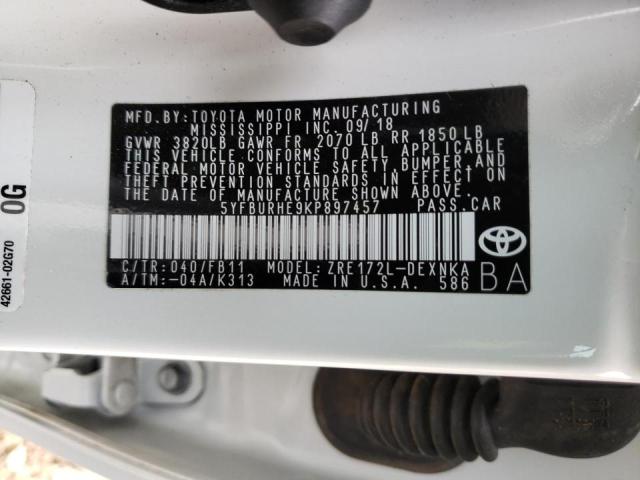 MFD. BY: TOYOTA MOTOR MANUFACTURING
MISSISSIPPI INC. 09/18
GVWR 3820LB GAWR FR 2070 LB RR 1850 LB
THIS VEHICLE CONFORMS TO ALL APPLICABLE
FEDERAL MOTOR VEHICLE SAFETY, BUMPER, AND
THEFT PREVENTION STANDARDS IN EFFECT ON
THE DATE OF MANUFACTURE SHOWN ABOVE.
5YFBURHE9KP897457 PASS.CAR
C/TR: 040/FB11 MODEL: ZRE172L-DEXNKA
A/TM: -04A/K313 MADE IN U.S.A. 586
BA
0G
42661-02G70